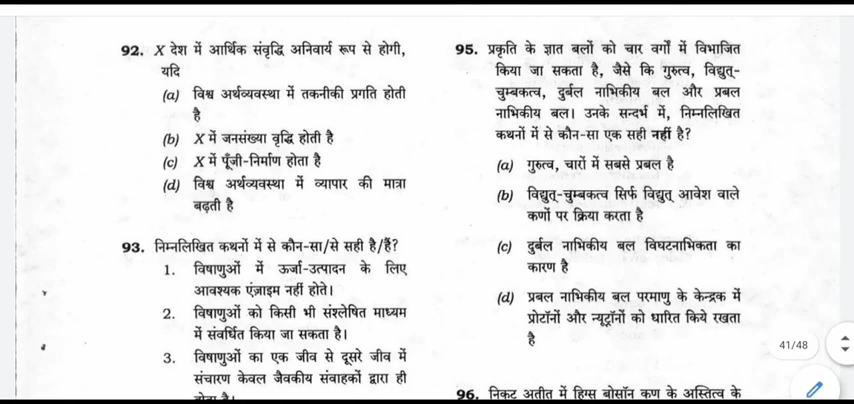 92. X देश में आर्थिक संवृद्धि अनिवार्य रूप से होगी,
यदि
(a) विश्व अर्थव्यवस्था में तकनीकी प्रगति होती
है
(b) X में जनसंख्या वृद्धि होती है
(c) X में पूँजी-निर्माण होता है
(d) विश्व अर्थव्यवस्था में व्यापार की मात्रा
बढ़ती है
93. निम्नलिखित कथनों में से कौन-सा/से सही है/हैं?
1. विषाणुओं में ऊर्जा-उत्पादन के लिए
आवश्यक एंज़ाइम नहीं होते।
2. विषाणुओं को किसी भी संश्लेषित माध्यम
में संवर्धित किया जा सकता है।
3. विषाणुओं का एक जीव से दूसरे जीव में
संचारण केवल जैवकीय संवाहकों द्वारा ही
होता है।
95. प्रकृति के ज्ञात बलों को चार वर्गों में विभाजित
किया जा सकता है, जैसे कि गुरुत्व, विद्युत्-
चुम्बकत्व, दुर्बल नाभिकीय बल और प्रबल
नाभिकीय बल। उनके सन्दर्भ में, निम्नलिखित
कथनों में से कौन-सा एक सही नहीं है?
(a) गुरुत्व, चारों में सबसे प्रबल है
(b) विद्युत्-चुम्बकत्व सिर्फ विद्युत् आवेश वाले
कणों पर क्रिया करता है
(c) दुर्बल नाभिकीय बल विघटनाभिकता का
कारण है
(d) प्रबल नाभिकीय बल परमाणु के केन्द्रक में
प्रोटॉनों और न्यूट्रॉनों को धारित किये रखता
है
41/48
96. निकट अतीत में हिग्स बोसॉन कण के अस्तित्व के